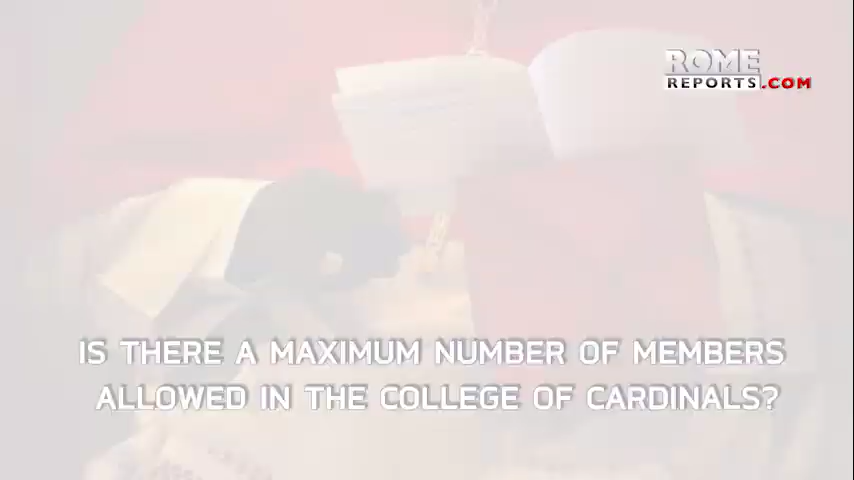 ROME
REPORTS.COM
IS THERE A MAXIMUM NUMBER OF MEMBERS
ALLOWED IN THE COLLEGE OF CARDINALS?